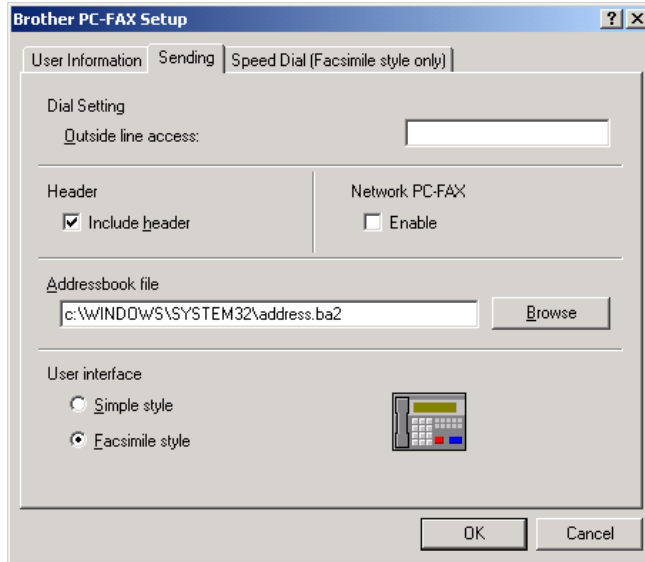 Brother PC-FAX Setup
User Information Sending Speed Dial (Facsimile style only)
Dial Setting
Outside line access:
Header Network PC-FAX
Include header Enable
Addressbook file
c:\WINDOWS\SYSTEM32\address.ba2 Browse
User interface
Simple style
Facsimile style
OK Cancel